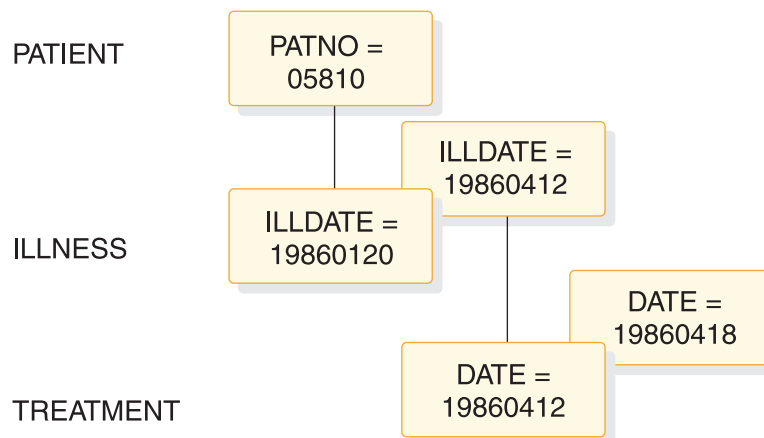 PATIENT
PATNO =
05810
ILLDATE =
19860412
ILLNESS
ILLDATE =
19860120
DATE =
19860418
TREATMENT
DATE =
19860412